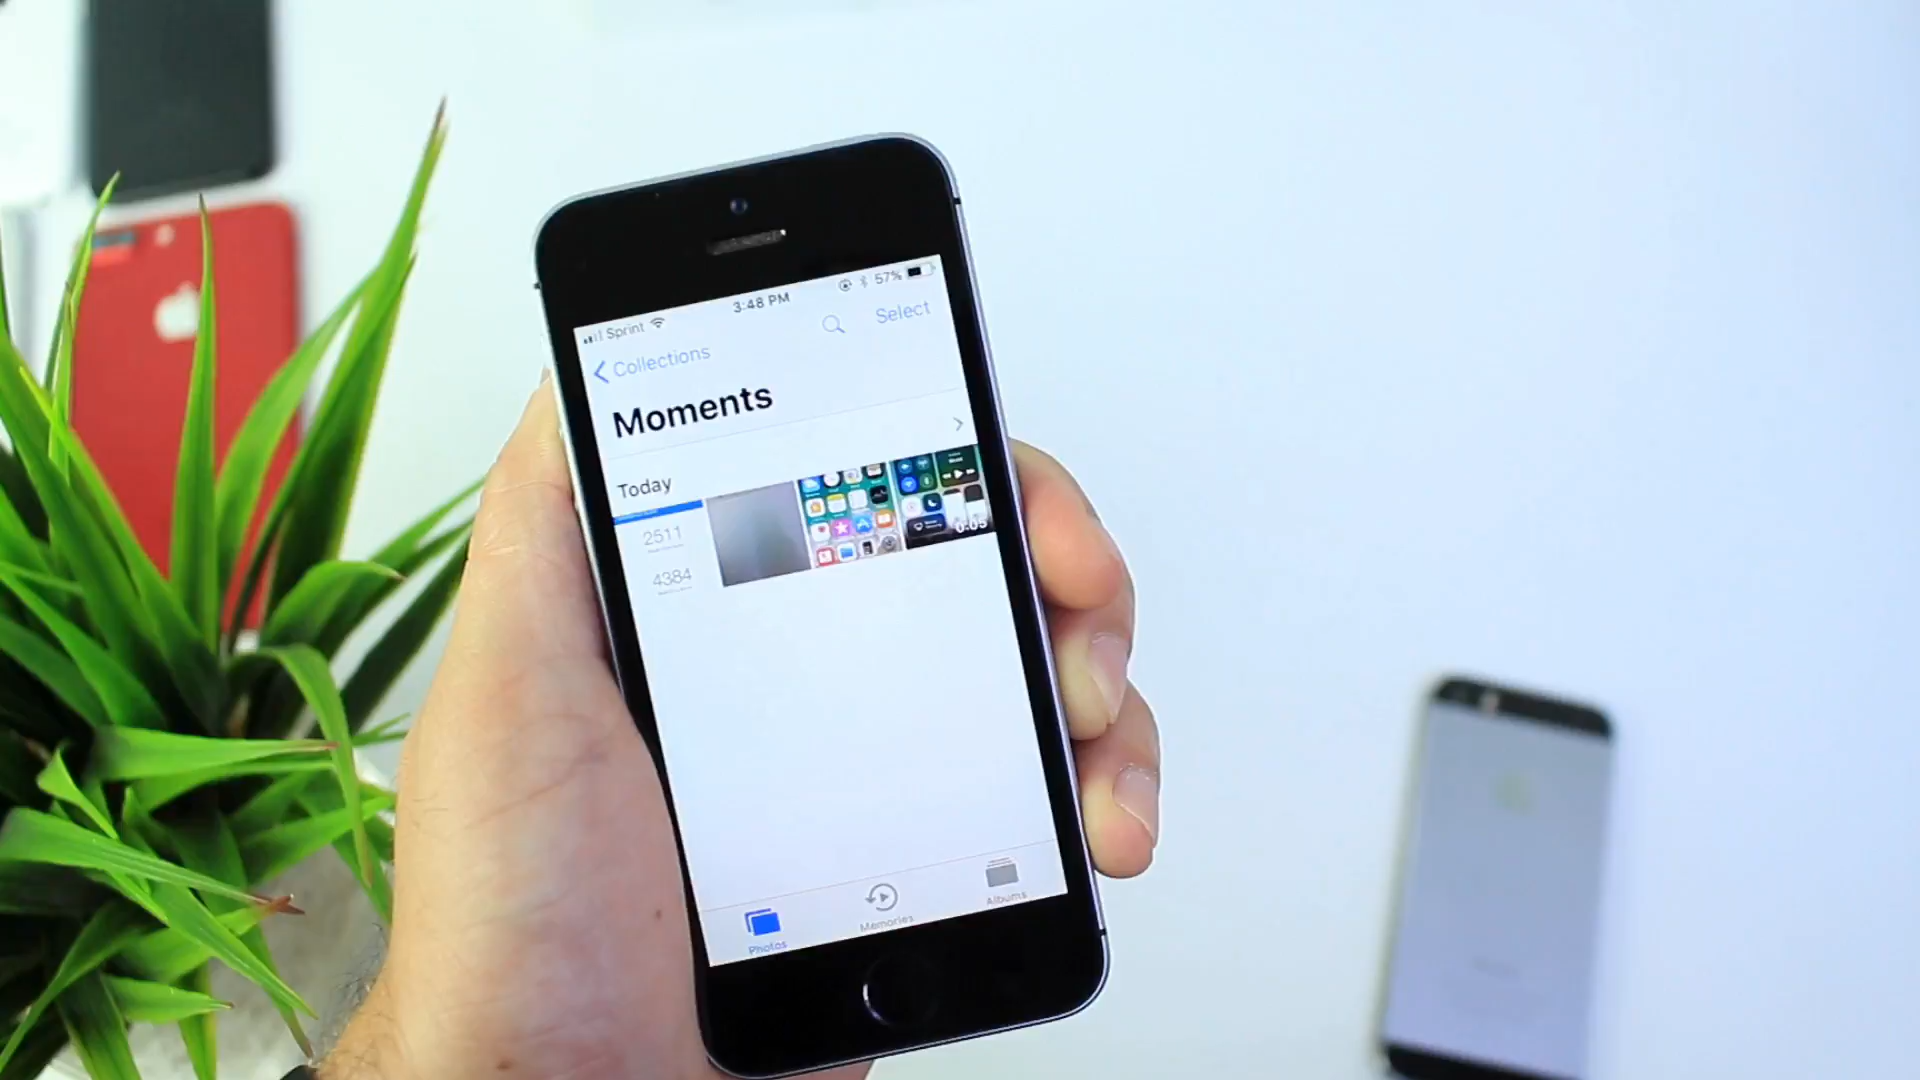 Sprint 3:48 PM 57%
Collections Select
Moments
Today
2511
4384
0:05
Photos Memories Albums